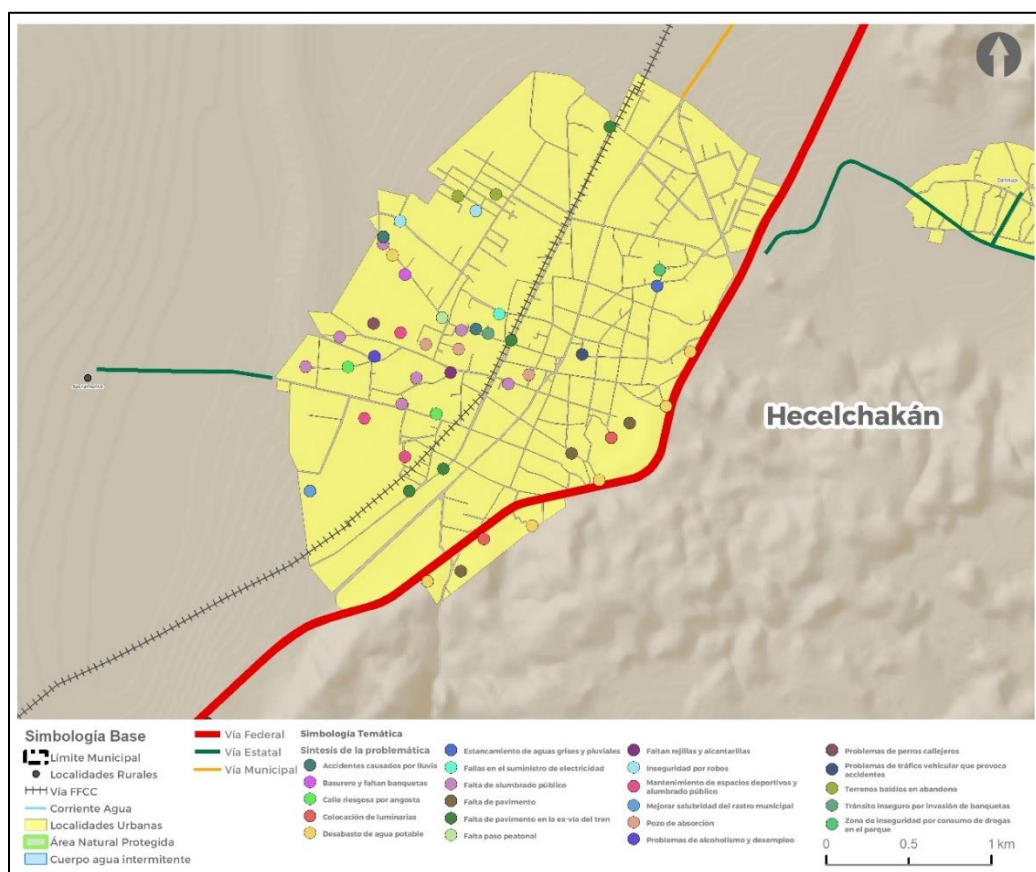 Hecelchakán
Simbología Base
Límite Municipal
Localidades Rurales
Vía FFCC
Corriente Agua
Localidades Urbanas
Área Natural Protegida
Cuerpo agua intermitente
Vía Federal
Vía Estatal
Vía Municipal
Simbología Temática
Síntesis de la problemática
Accidentes causados por lluvia
Basurero y faltan banquetas
Calle riesgosa por angosta
Colocación de luminarias
Desabasto de agua potable
Estancamiento de aguas grises y pluviales
Fallas en el suministro de electricidad
Falta de alumbrado público
Falta de pavimento
Falta de pavimento en la ex-vía del tren
Falta paso peatonal
Faltan rejillas y alcantarillas
Inseguridad por robos
Mantenimiento de espacios deportivos y
alumbrado público
Mejorar salubridad del rastro municipal
Pozo de absorción
Problemas de alcoholismo y desempleo
Problemas de perros callejeros
Problemas de tráfico vehicular que provoca
accidentes
Terrenos baldíos en abandono
Tránsito inseguro por invasión de banquetas
Zona de inseguridad por consumo de drogas
en el parque
0 0.5 1 km